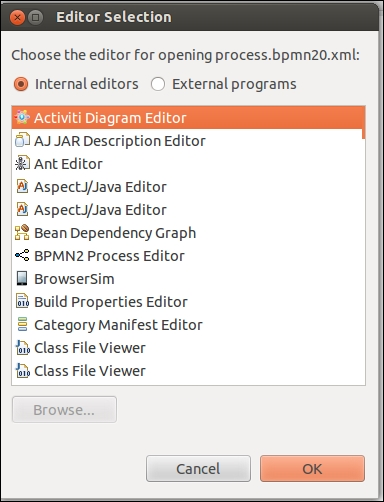 Editor Selection
Choose the editor for opening process.bpmn20.xml:
Internal editors External programs
Activiti Diagram Editor
AJ JAR Description Editor
Ant Editor
AspectJ/Java Editor
AspectJ/Java Editor
Bean Dependency Graph
BPMN2 Process Editor
BrowserSim
Build Properties Editor
Category Manifest Editor
Class File Viewer
Class File Viewer
Browse...
Cancel OK